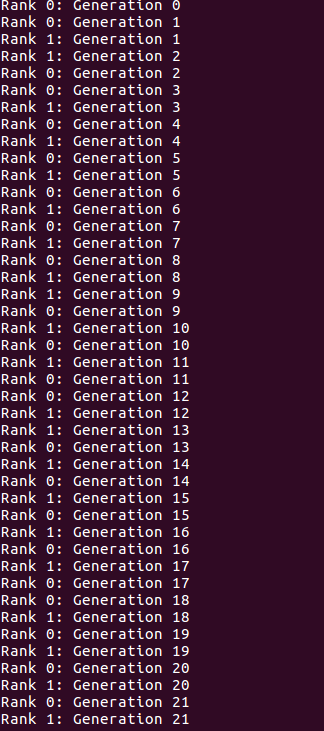 Rank 0: Generation 0
Rank 0: Generation 1
Rank 1: Generation 1
Rank 1: Generation 2
Rank 0: Generation 2
Rank 0: Generation 3
Rank 1: Generation 3
Rank 0: Generation 4
Rank 1: Generation 4
Rank 0: Generation 5
Rank 1: Generation 5
Rank 0: Generation 6
Rank 1: Generation 6
Rank 0: Generation 7
Rank 1: Generation 7
Rank 0: Generation 8
Rank 1: Generation 8
Rank 1: Generation 9
Rank 0: Generation 9
Rank 1: Generation 10
Rank 0: Generation 10
Rank 1: Generation 11
Rank 0: Generation 11
Rank 0: Generation 12
Rank 1: Generation 12
Rank 1: Generation 13
Rank 0: Generation 13
Rank 1: Generation 14
Rank 0: Generation 14
Rank 1: Generation 15
Rank 0: Generation 15
Rank 1: Generation 16
Rank 0: Generation 16
Rank 1: Generation 17
Rank 0: Generation 17
Rank 0: Generation 18
Rank 1: Generation 18
Rank 0: Generation 19
Rank 1: Generation 19
Rank 0: Generation 20
Rank 1: Generation 20
Rank 0: Generation 21
Rank 1: Generation 21